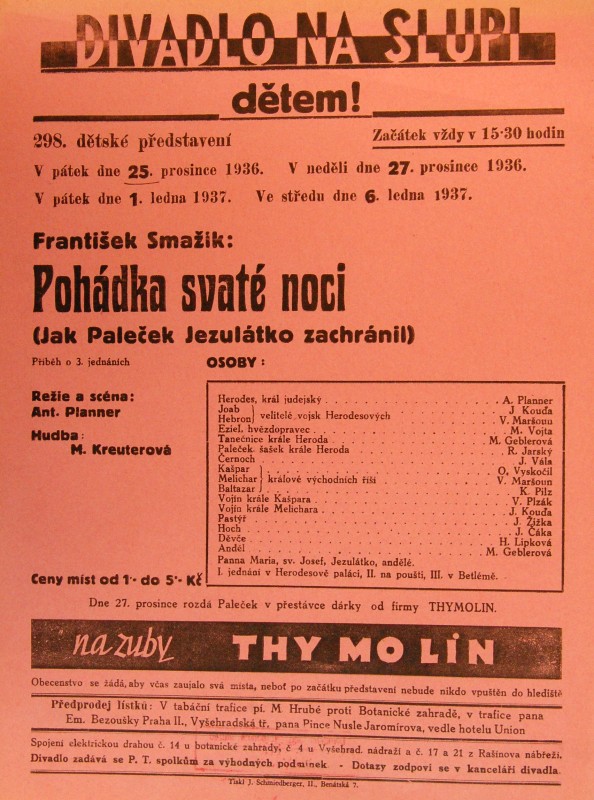 DIVADLO NA SLUPI
dětem!
298. dětské představení
Začátek vždy v 15·30 hodin
V pátek dne 25. prosince 1936. V neděli dne 27. prosince 1936.
V pátek dne 1. ledna 1937. Ve středu dne 6. ledna 1937.
František Smažik:
Pohádka svaté noci
(Jak Paleček Jezulátko zachránil)
Příběh o 3. jednáních
OSOBY:
Režie a scéna:
Ant. Planner
Hudba:
M. Kreuterová
Herodes, král judejský . . . A. Planner
Joab } velitelé vojsk Herodesových . . . J Kouďa
Hebron . . . V. Maršoun
Eziel, hvězdopravec . . . M. Vojta
Tanečnice krále Heroda . . . M. Geblerová
Paleček, šašek krále Heroda . . . R. Jarský
Černoch . . . J. Vála
Kašpar } králové východních říší . . . O, Vyskočil
Melichar . . . V. Maršoun
Baltazar . . . K. Pilz
Vojín krále Kašpara . . . V. Plzák
Vojín krále Melichara . . . J. Kouďa
Pastýř . . . J. Žižka
Hoch . . . J. Čáka
Děvče . . . H. Lipková
Anděl . . . M. Geblerová
Panna Maria, sv. Josef, Jezulátko, andělé.
I. jednání v Herodesově paláci, II. na poušti, III. v Betlémě.
Ceny míst od 1·- do 5·- Kč
Dne 27. prosince rozdá Paleček v přestávce dárky od firmy THYMOLIN.
na zuby THYMOLIN
Obecenstvo se žádá, aby včas zaujalo svá místa, neboť po začátku představení nebude nikdo vpuštěn do hlediště
Předprodej lístků: V tabáční trafice pí. M. Hrubé proti Botanické zahradě, v trafice pana
Em. Bezoušky Praha II., Vyšehradská tř. pana Pince Nusle Jaromírova, vedle hotelu Union
Spojení elektrickou drahou č. 14 u botanické zahrady, č 4 u Vyšehrad. nádraží a č. 17 a 21 z Rašínova nábřeží.
Divadlo zadává se P. T. spolkům za výhodných podmínek - Dotazy zodpoví se v kanceláři divadla.
Tiskl J. Schmiedberger, II., Benátská 7.